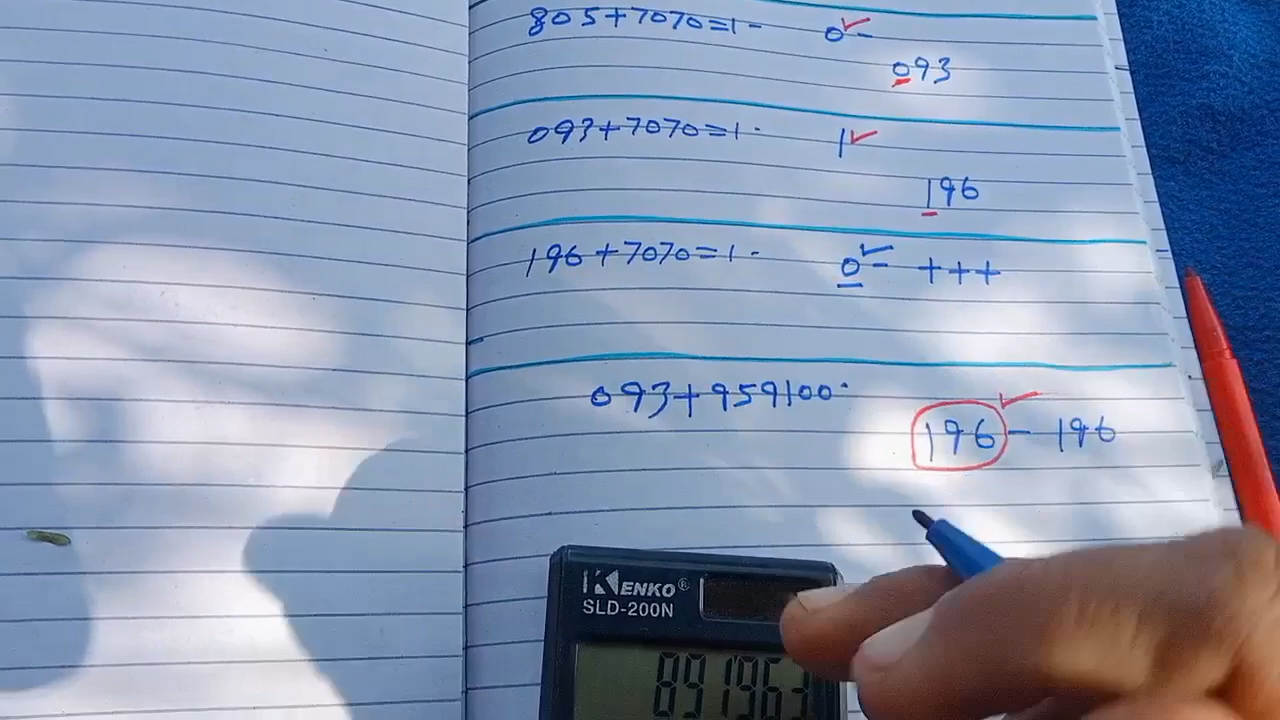 805+7070=1- 0✓-
093
093+7070=1. 1✓
196
196+7070=1- 0✓- +++
093+959100.
196✓- 196
KENKO®
SLD-200N
891963